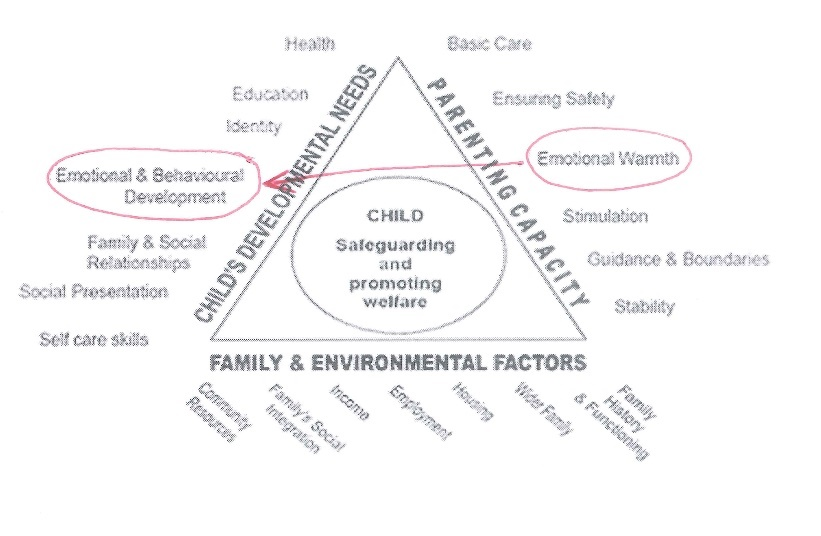 Health
Education
Identity
Emotional & Behavioural
Development
Family & Social
Relationships
Social Presentation
Self care skills
CHILD'S DEVELOPMENTAL NEEDS
Basic Care
Ensuring Safety
Emotional Warmth
Stimulation
Guidance & Boundaries
Stability
PARENTING CAPACITY
CHILD
Safeguarding
and
promoting
welfare
FAMILY & ENVIRONMENTAL FACTORS
Community
Resources
Family's Social
Integration
Income
Employment
Housing
Wider Family
Family
History
& Functioning